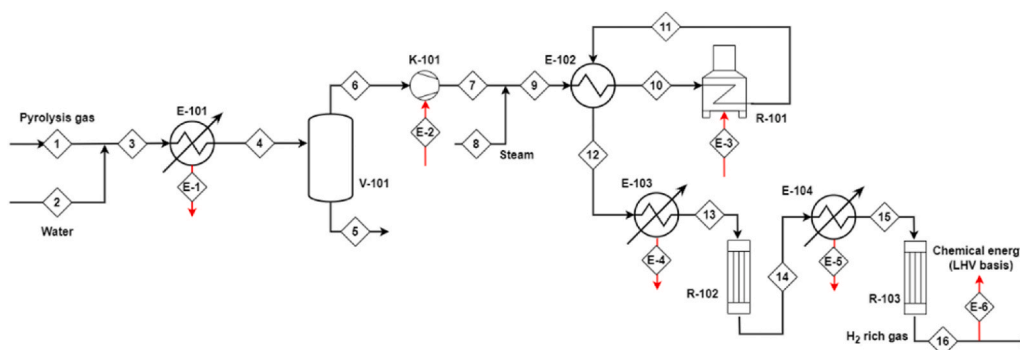 11
E-102
K-101
6
7
9
10
Pyrolysis gas
E-101
1
3
4
E-2
8
Steam
R-101
E-3
V-101
12
E-1
2
Water
5
E-103
13
E-104
15
E-4
R-102
14
E-5
R-103
Chemical energy
(LHV basis)
E-6
H₂ rich gas
16